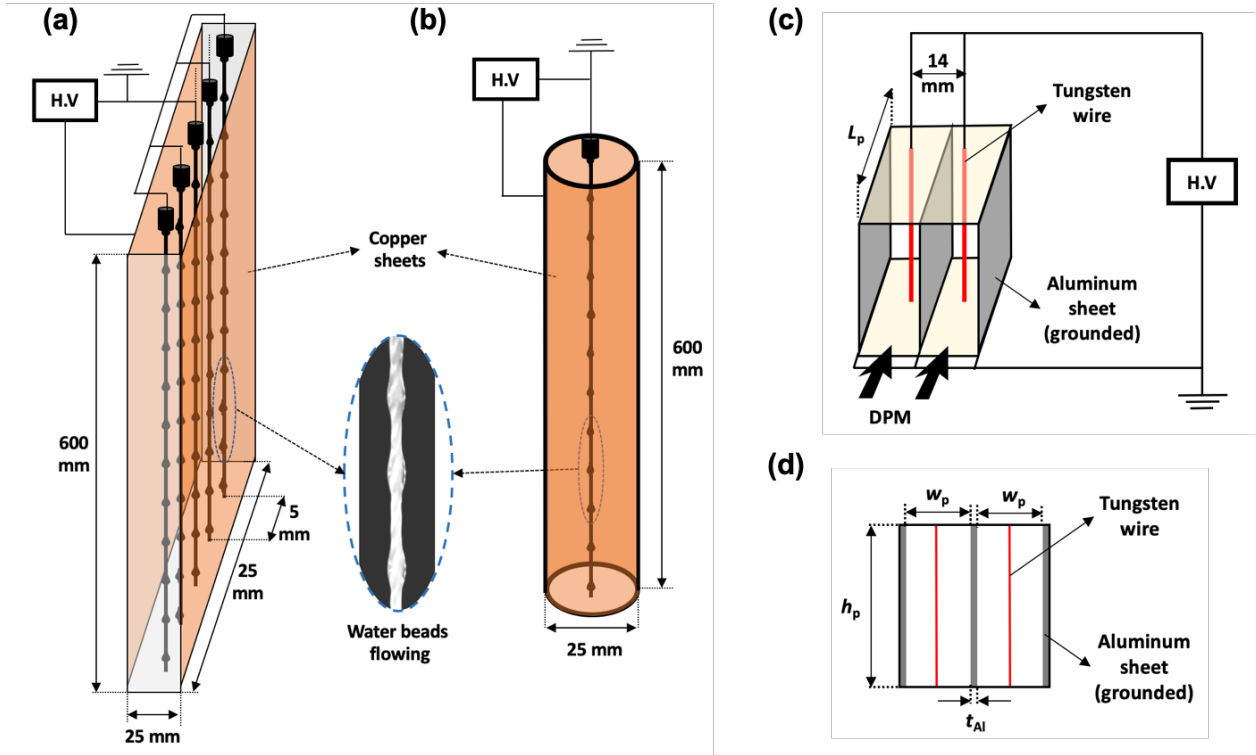 (a)
H.V
600
mm
25 mm
25
mm
5
mm
Copper
sheets
Water beads
flowing
(b)
H.V
600
mm
25 mm
(c)
14
mm
Tungsten
wire
Lp
H.V
Aluminum
sheet
(grounded)
DPM
(d)
wp
wp
Tungsten
wire
hp
Aluminum
sheet
(grounded)
tAl